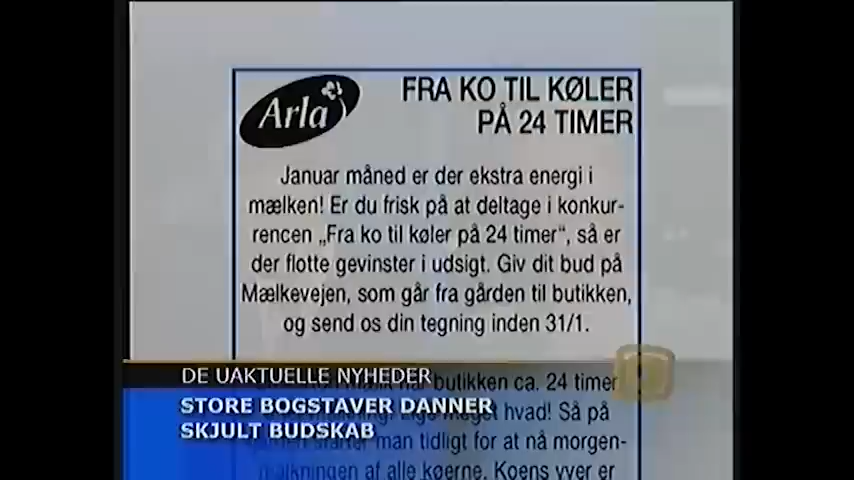 Arla
FRA KO TIL KØLER
PÅ 24 TIMER
Januar måned er der ekstra energi i
mælken! Er du frisk på at deltage i konkur-
rencen „Fra ko til køler på 24 timer“, så er
der flotte gevinster i udsigt. Giv dit bud på
Mælkevejen, som går fra gården til butikken,
og send os din tegning inden 31/1.
DE UAKTUELLE NYHEDER
butikken ca. 24 timer
STORE BOGSTAVER DANNER
hvad! Så på
SKJULT BUDSKAB
man tidligt for at nå morgen-
malkningen af alle køerne. Koens yver er